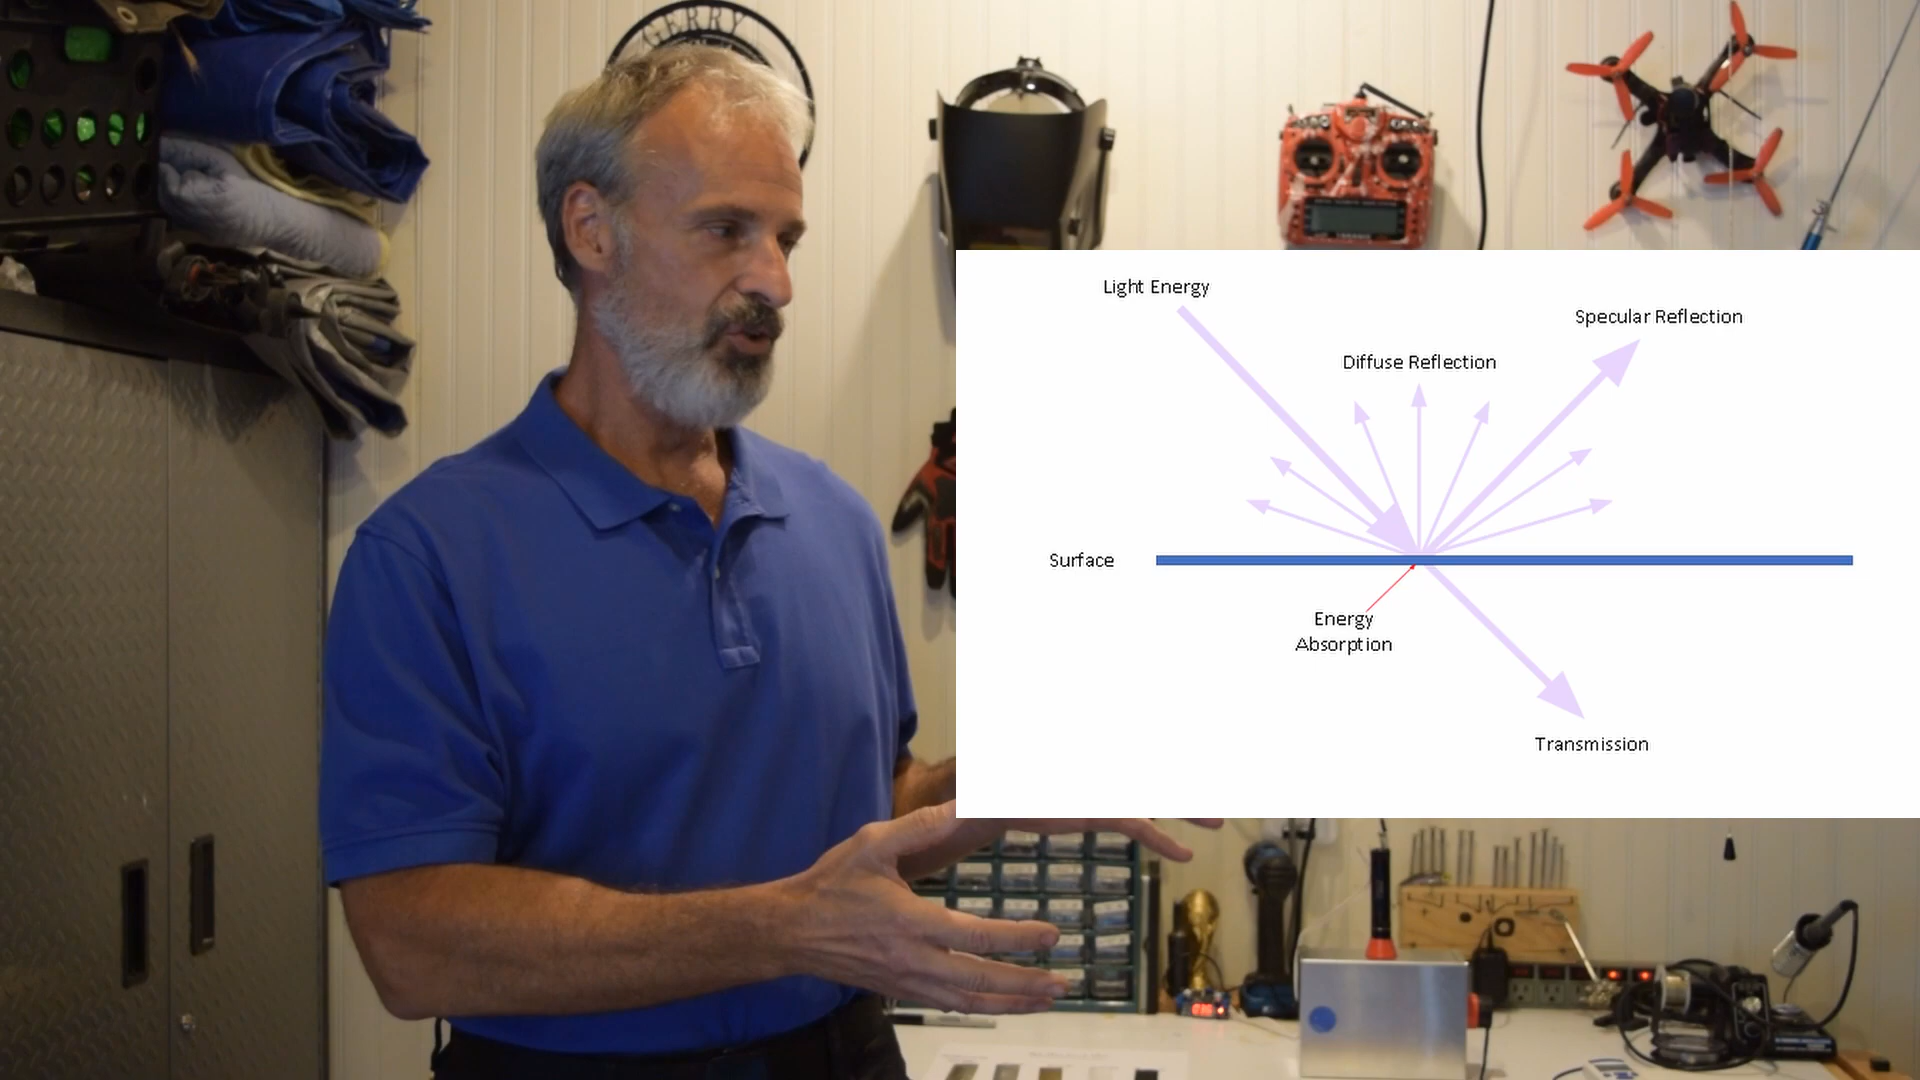 GERRY
Light Energy
Specular Reflection
Diffuse Reflection
Surface
Energy
Absorption
Transmission